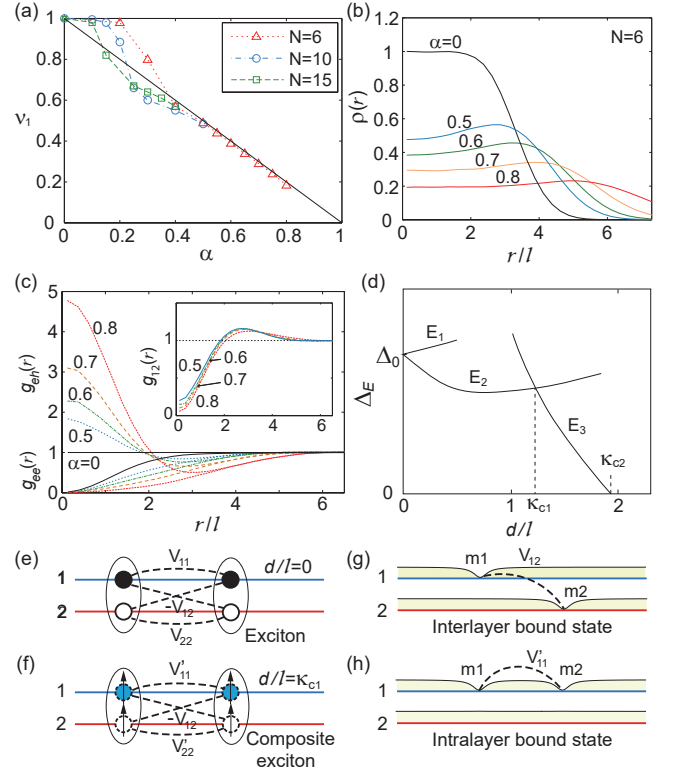 (a)
1
0.8
0.6
0.4
0.2
0
ν₁
0 0.2 0.4 0.6 0.8 1
α
N=6
N=10
N=15
(b)
1.2
1
0.8
0.6
0.4
0.2
0
ρ(r)
α=0
N=6
0.5
0.6
0.7
0.8
0 2 4 6
r/l
(c)
5
4
3
2
1
0
g_ee(r) g_eh(r)
0.8
0.7
0.6
0.5
α=0
0 2 4 6
r/l
g₁₂(r)
1
0.5
0.6
0.7
0.8
0 2 4 6
(d)
Δ_E
Δ₀
0
E₁
E₂
E₃
κ_c2
κ_c1
0 1 2
d/l
(e)
V₁₁
d/l=0
1
2
-V₁₂
V₂₂
Exciton
(f)
V'₁₁
d/l=κ_c1
1
2
-V₁₂
V'₂₂
Composite
exciton
(g)
m1
V₁₂
m2
1
2
Interlayer bound state
(h)
m1
V'₁₁
m2
1
2
Intralayer bound state